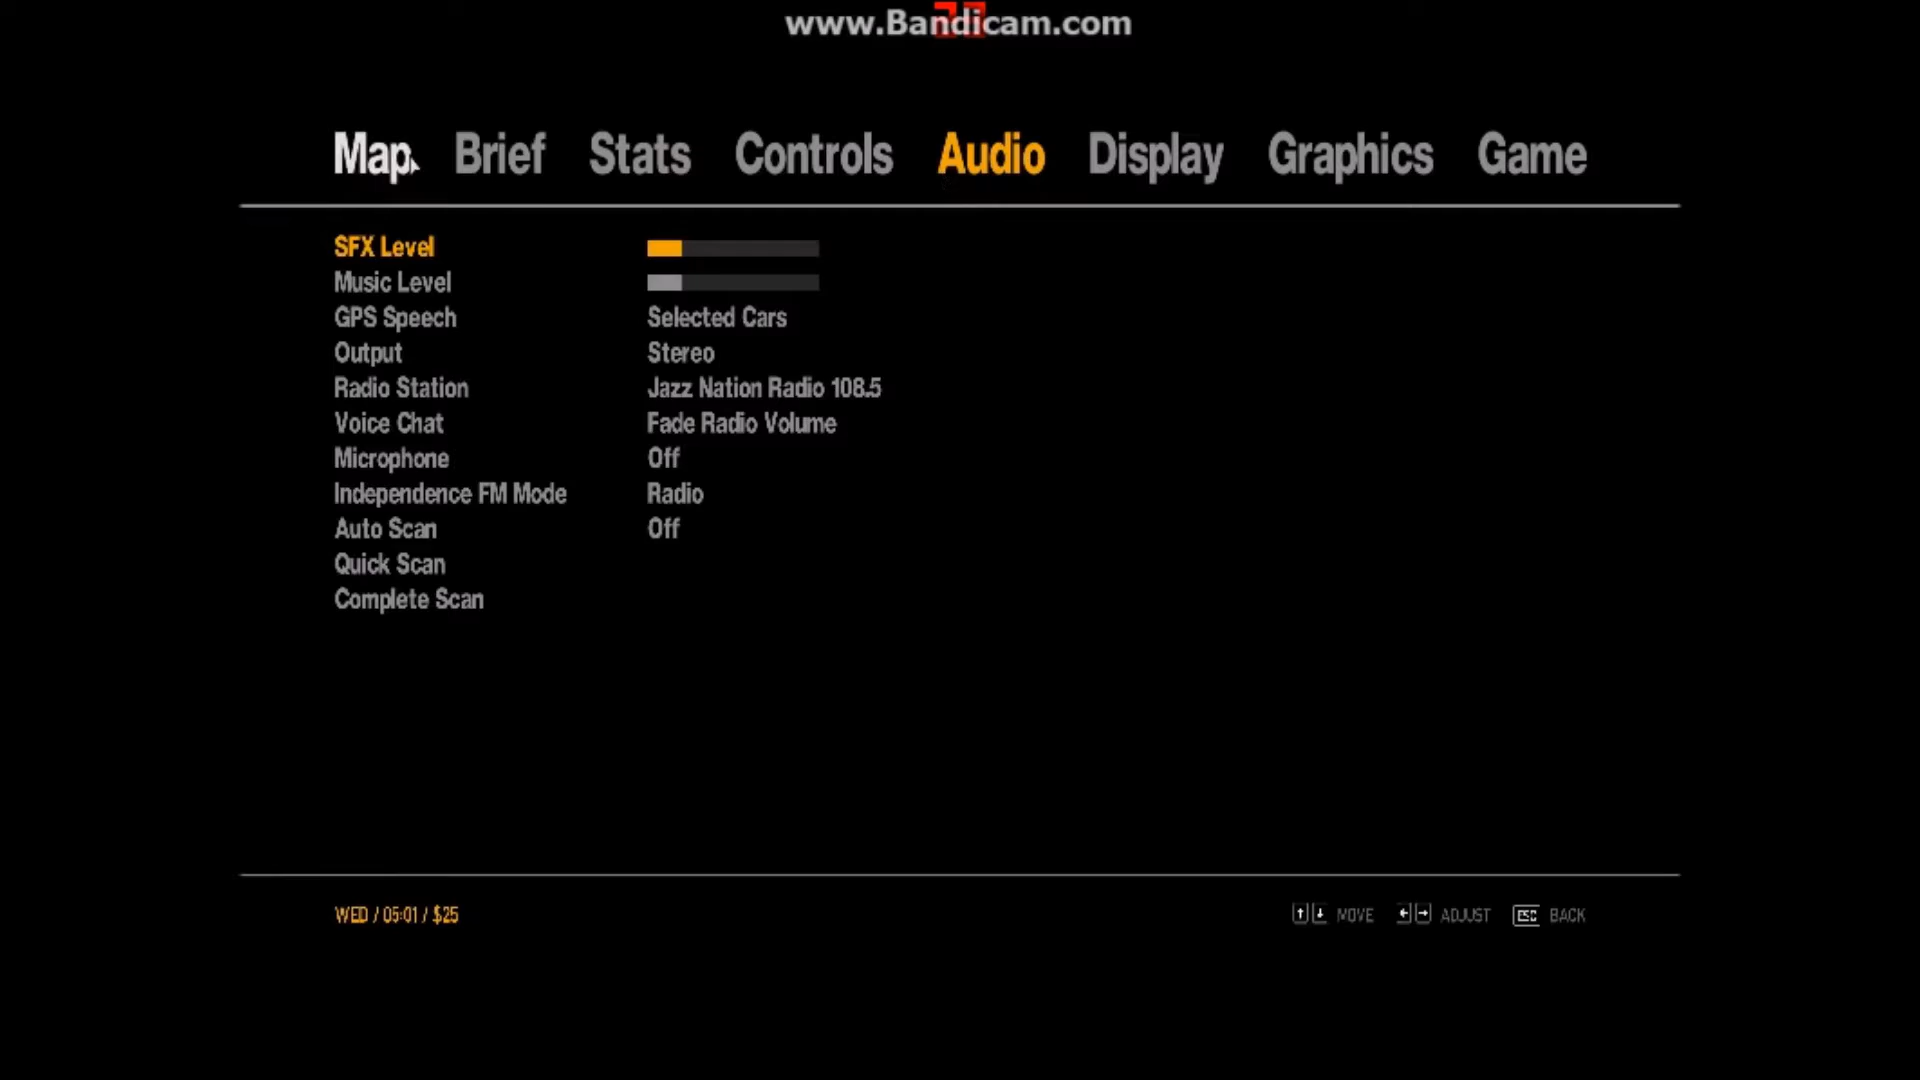 www.Bandicam.com
Map Brief Stats Controls Audio Display Graphics Game
SFX Level
Music Level
GPS Speech Selected Cars
Output Stereo
Radio Station Jazz Nation Radio 108.5
Voice Chat Fade Radio Volume
Microphone Off
Independence FM Mode Radio
Auto Scan Off
Quick Scan
Complete Scan
WED / 05:01 / $25 MOVE ADJUST ESC BACK